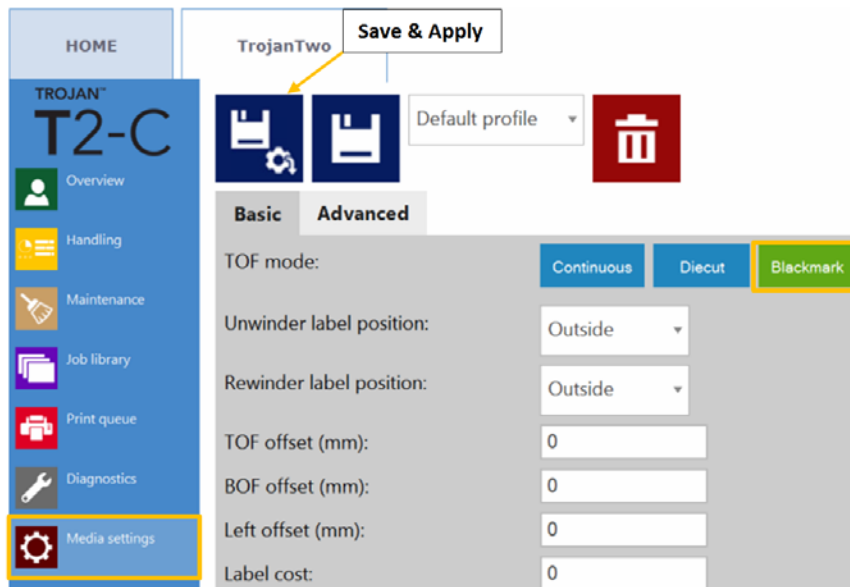 Save & Apply
HOME
TrojanTwo
TROJAN™
T2-C
Default profile
Overview
Handling
Maintenance
Job library
Print queue
Diagnostics
Media settings
Basic
Advanced
TOF mode:
Continuous
Diecut
Blackmark
Unwinder label position:
Outside
Rewinder label position:
Outside
TOF offset (mm):
0
BOF offset (mm):
0
Left offset (mm):
0
Label cost:
0